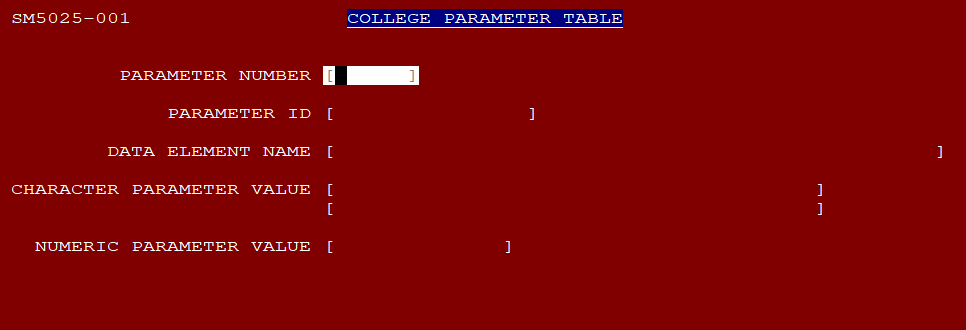 SM5025-001 COLLEGE PARAMETER TABLE
PARAMETER NUMBER [ ]
PARAMETER ID [ ]
DATA ELEMENT NAME [ ]
CHARACTER PARAMETER VALUE [ ]
[ ]
NUMERIC PARAMETER VALUE [ ]